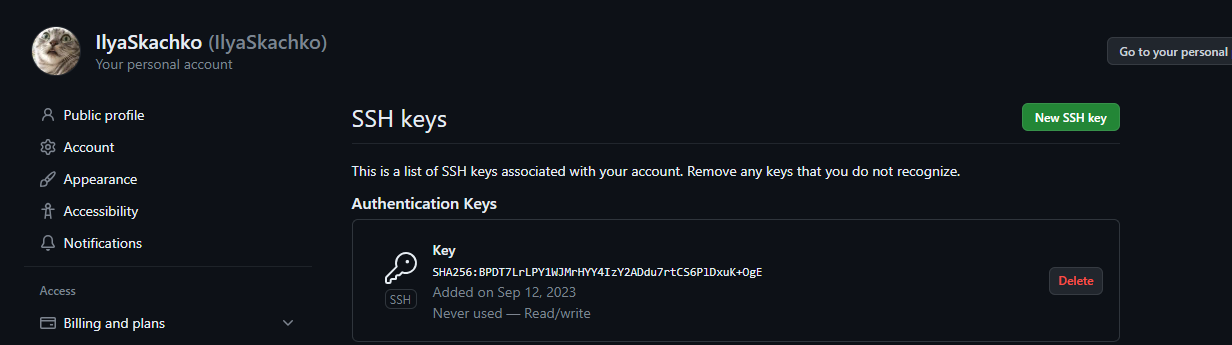 IlyaSkachko (IlyaSkachko)
Your personal account
Go to your personal
Public profile
Account
Appearance
Accessibility
Notifications
Access
Billing and plans
SSH keys
New SSH key
This is a list of SSH keys associated with your account. Remove any keys that you do not recognize.
Authentication Keys
Key
SHA256:BPDT7LrLPY1WJMrHYY4IzY2ADdu7rtCS6PlDxuK+OgE
SSH
Added on Sep 12, 2023
Never used — Read/write
Delete